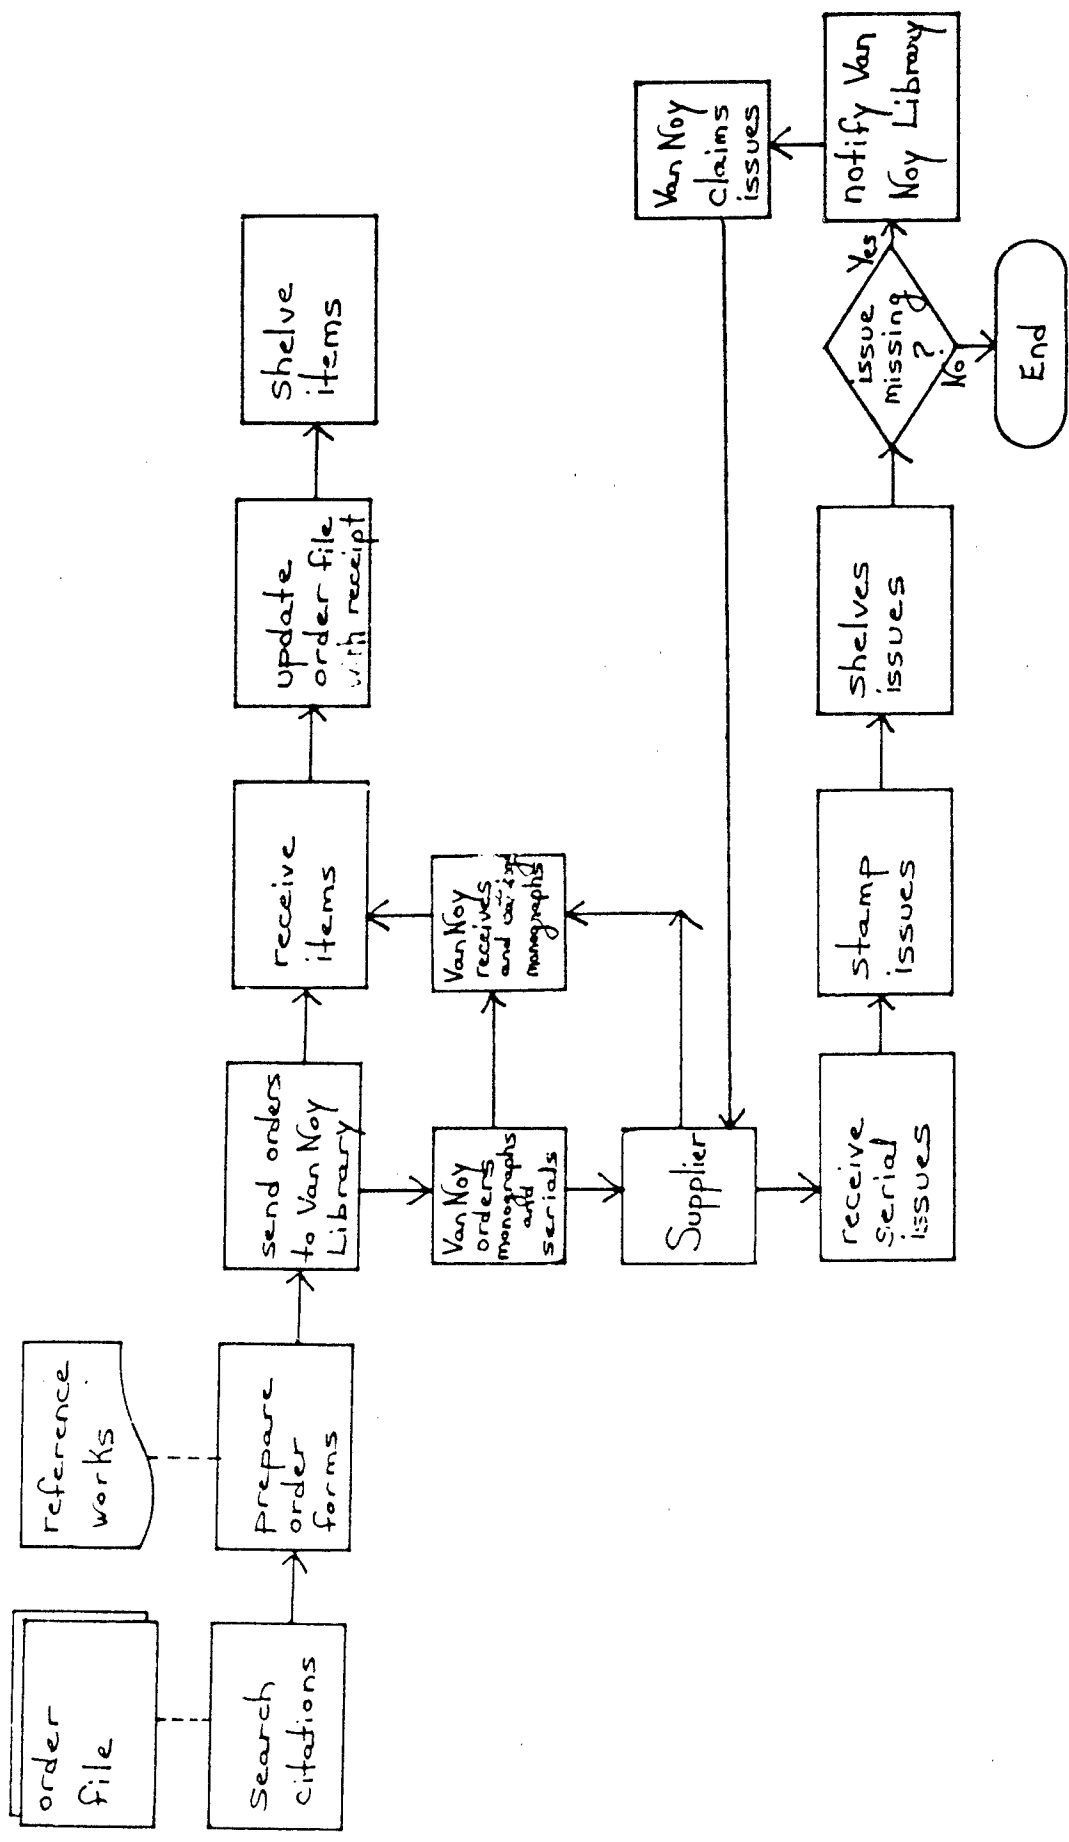 order
file
reference
works
search
citations
prepare
order
forms
send orders
to Van Noy
Library
receive
items
update
order file
with receipt
shelve
items
Van Noy
orders
monographs
and
serials
Van Noy
receives
and
monographs
Supplier
Van Noy
claims
issues
receive
serial
issues
stamp
issues
shelves
issues
issue
missing
?
Yes
No
notify Van
Noy Library
End